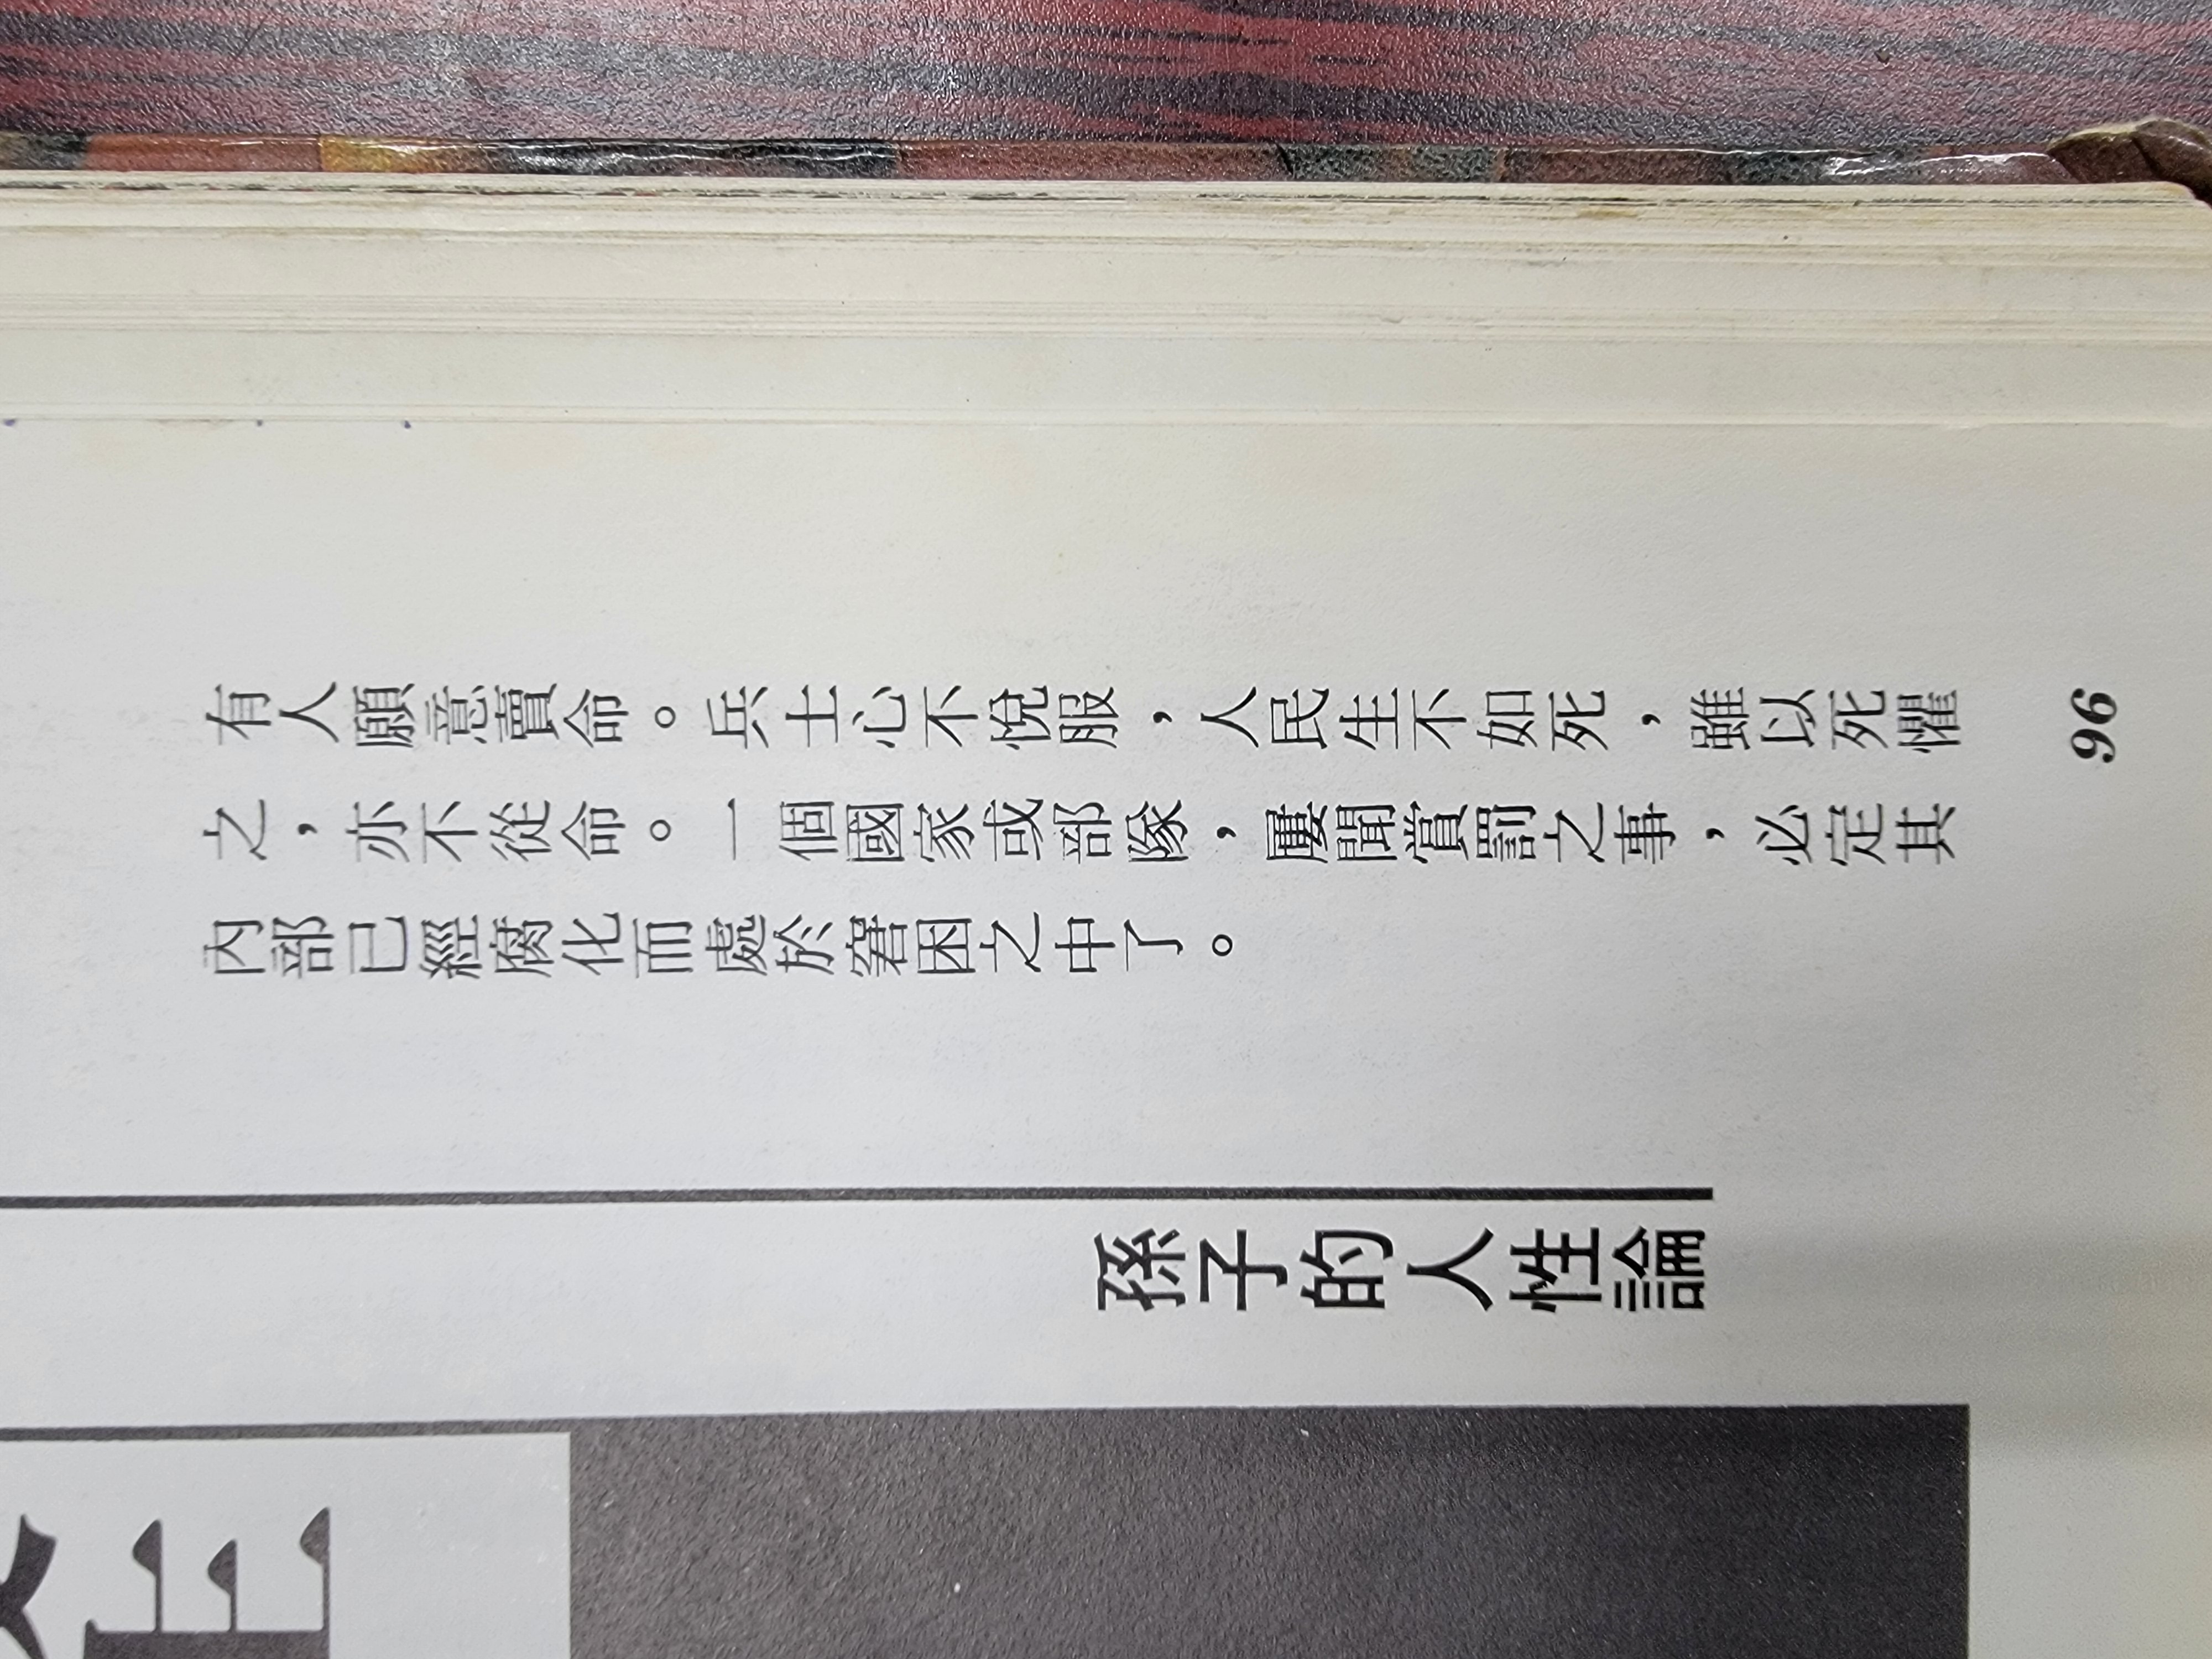 有人願意賣命。兵士心不悅服，人民生不如死，雖以死懼
之，亦不從命。一個國家或部隊，屢聞賞罰之事，必定其
內部已經腐化而處於窘困之中了。
孫子的人性論
96